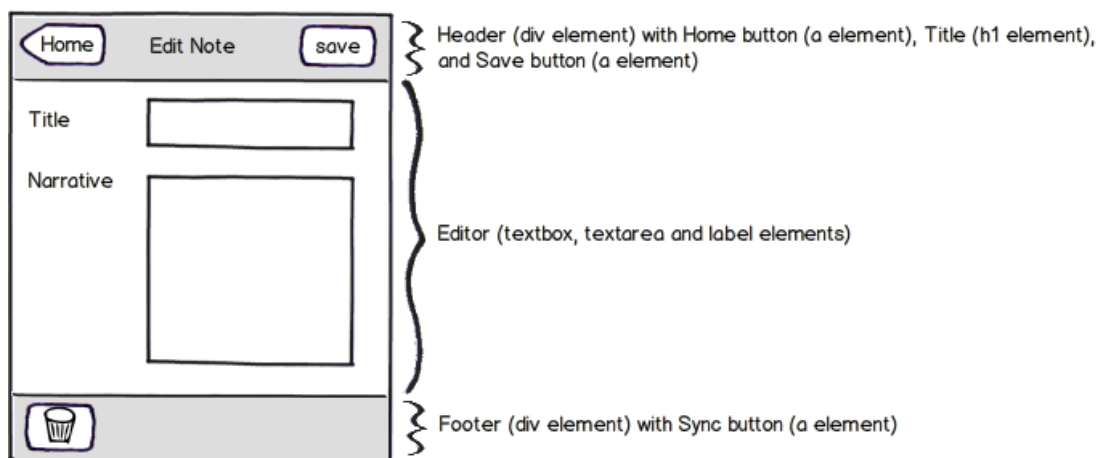 Home
Edit Note
save
Header (div element) with Home button (a element), Title (h1 element),
and Save button (a element)
Title
Narrative
Editor (textbox, textarea and label elements)
Footer (div element) with Sync button (a element)